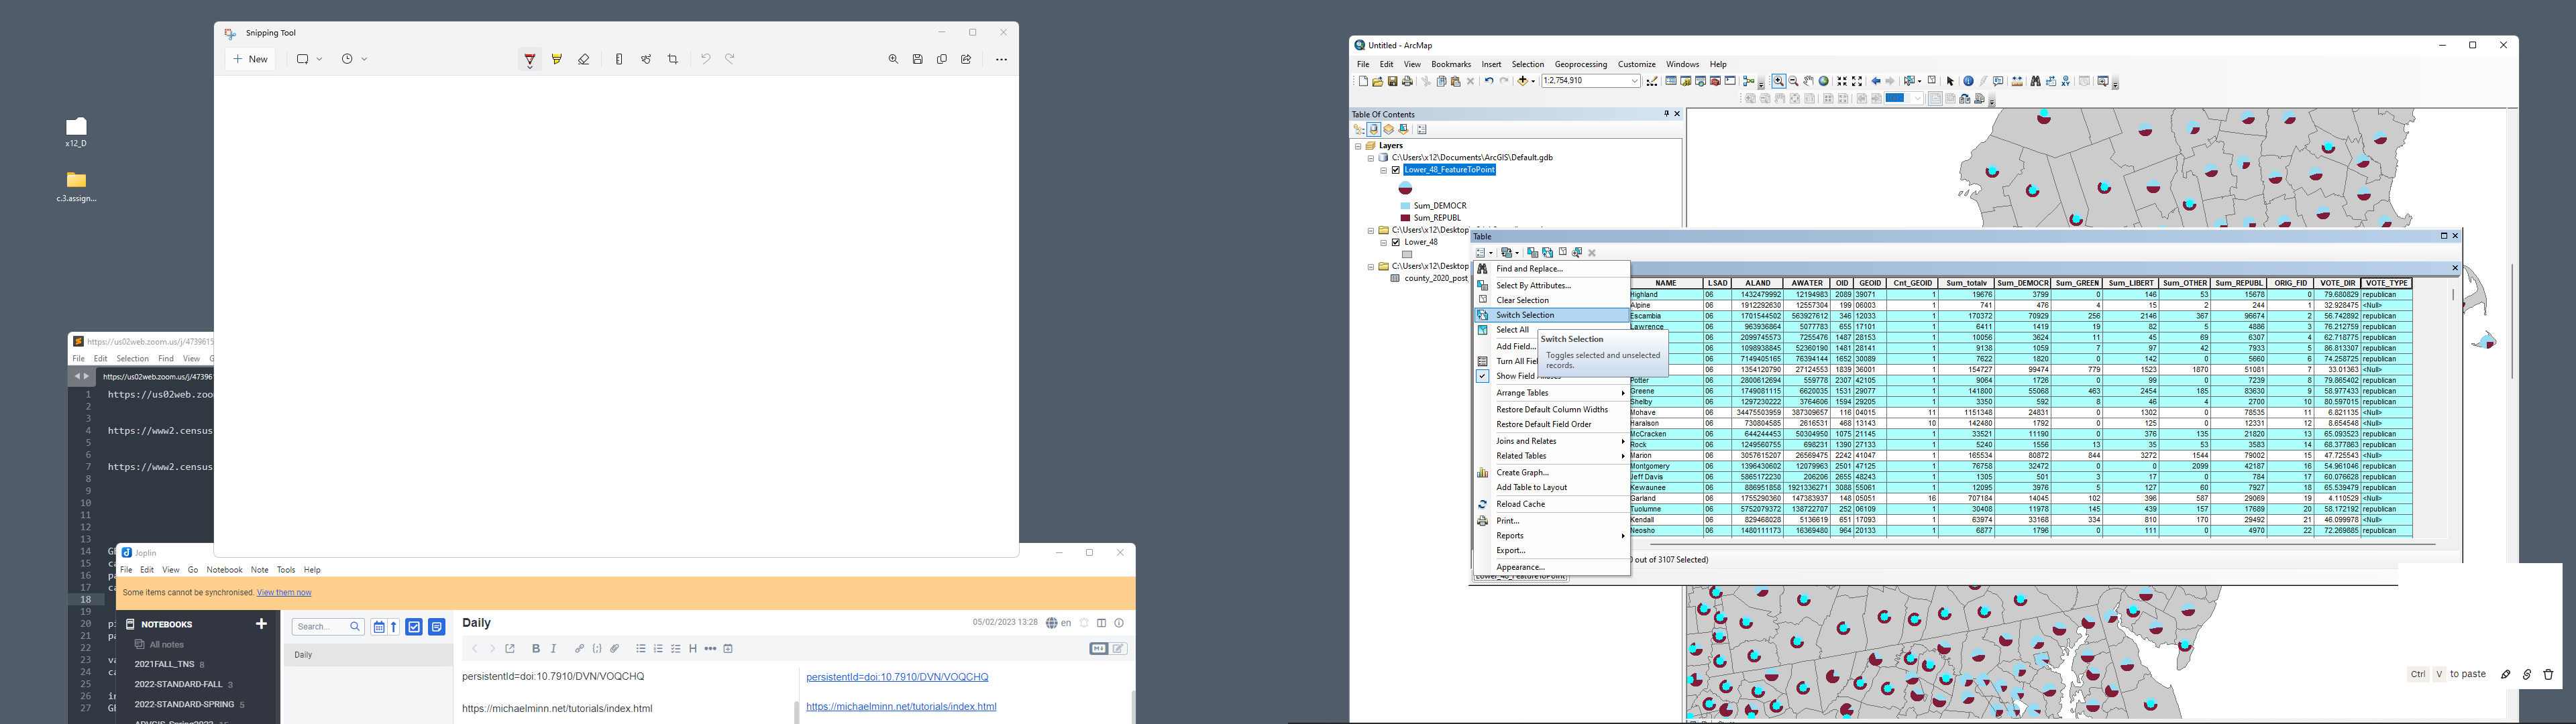 x12_D
c.3.assign...
Snipping Tool
New
https://us02web.zoom.us/j/4739615
File Edit Selection Find View G
https://us02web.zoom.us/j/47396
1 https://us02web.zoo
2
3
4 https://www2.census
5
6
7 https://www2.census
8
9
10
11
12
13
14 GE
15 ca
16 pa
17 ca
18
19
20 pi
21 pa
22
23 va
24 ca
25
26 in
27 GE
Joplin
File Edit View Go Notebook Note Tools Help
Some items cannot be synchronised. View them now
NOTEBOOKS
All notes
2021FALL_TNS 8
2022-STANDARD-FALL 3
2022-STANDARD-SPRING 5
Search...
Daily
Daily
05/02/2023 13:28 en
persistentId=doi:10.7910/DVN/VOQCHQ
https://michaelminn.net/tutorials/index.html
persistentId=doi:10.7910/DVN/VOQCHQ
https://michaelminn.net/tutorials/index.html
Untitled - ArcMap
File Edit View Bookmarks Insert Selection Geoprocessing Customize Windows Help
1:2,754,910
Table Of Contents
Layers
C:\Users\x12\Documents\ArcGIS\Default.gdb
Lower_48_FeatureToPoint
Sum_DEMOCR
Sum_REPUBL
C:\Users\x12\Desktop
Lower_48
C:\Users\x12\Desktop
county_2020_post
Table
Find and Replace...
Select By Attributes...
Clear Selection
Switch Selection
Select All
Add Field...
Turn All Fiel
Show Field Aliases
Arrange Tables
Restore Default Column Widths
Restore Default Field Order
Joins and Relates
Related Tables
Create Graph...
Add Table to Layout
Reload Cache
Print...
Reports
Export...
Appearance...
Switch Selection
Toggles selected and unselected
records.
NAME LSAD ALAND AWATER OID GEOID Cnt_GEOID Sum_totalv Sum_DEMOCR Sum_GREEN Sum_LIBERT Sum_OTHER Sum_REPUBL ORIG_FID VOTE_DIR VOTE_TYPE
Highland 06 1432479992 12194983 2089 39071 1 19676 3799 0 146 53 15678 0 79.680829 republican
Alpine 06 1912292630 12557304 199 06003 1 741 476 4 15 2 244 1 32.928475 <Null>
Escambia 06 1701544502 563927612 346 12033 1 170372 70929 256 2146 367 96674 2 56.742892 republican
Lawrence 06 963936864 5077783 655 17101 1 6411 1419 19 82 5 4886 3 76.212759 republican
06 2099745573 7255476 1487 28153 1 10056 3624 11 45 69 6307 4 62.718775 republican
06 1098938845 52360190 1481 28141 1 9138 1059 7 97 42 7933 5 86.813307 republican
06 7149405165 76394144 1652 30089 1 7622 1820 0 142 0 5660 6 74.258725 republican
06 1354120790 27124553 1839 36001 1 154727 99474 779 1523 1870 51081 7 33.01363 <Null>
Potter 06 2800612694 559778 2307 42105 1 9064 1726 0 99 0 7239 8 79.865402 republican
Greene 06 1749081115 6620035 1531 29077 1 141800 55068 463 2454 185 83630 9 58.977433 republican
Shelby 06 1297230222 3764606 1594 29205 1 3350 592 8 46 4 2700 10 80.597015 republican
Mohave 06 34475503959 387309657 116 04015 11 1151348 24831 0 1302 0 78535 11 6.821135 <Null>
Haralson 06 730804585 2616531 468 13143 10 142480 1792 0 125 0 12331 12 8.654548 <Null>
McCracken 06 644244453 50304950 1075 21145 1 33521 11190 0 376 135 21820 13 65.093523 republican
Rock 06 1249560755 698231 1390 27133 1 5240 1556 13 35 53 3583 14 68.377863 republican
Marion 06 3057615207 26569475 2242 41047 1 165534 80872 844 3272 1544 79002 15 47.725543 <Null>
Montgomery 06 1396430602 12079963 2501 47125 1 76758 32472 0 0 2099 42187 16 54.961046 republican
Jeff Davis 06 5865172230 206206 2655 48243 1 1305 501 3 17 0 784 17 60.076628 republican
Kewaunee 06 886951858 1921336271 3088 55061 1 12095 3976 5 127 60 7927 18 65.539479 republican
Garland 06 1755290360 147383937 148 05051 16 707184 14045 102 396 587 29069 19 4.110529 <Null>
Tuolumne 06 5752079372 138722707 252 06109 1 30408 11978 145 439 157 17689 20 58.172192 republican
Kendall 06 829468028 5136619 651 17093 1 63974 33168 334 810 170 29492 21 46.099978 <Null>
Neosho 06 1480111173 16369480 964 20133 1 6877 1796 0 111 0 4970 22 72.269885 republican
0 out of 3107 Selected)
Lower_48_FeatureToPoint
Ctrl V to paste